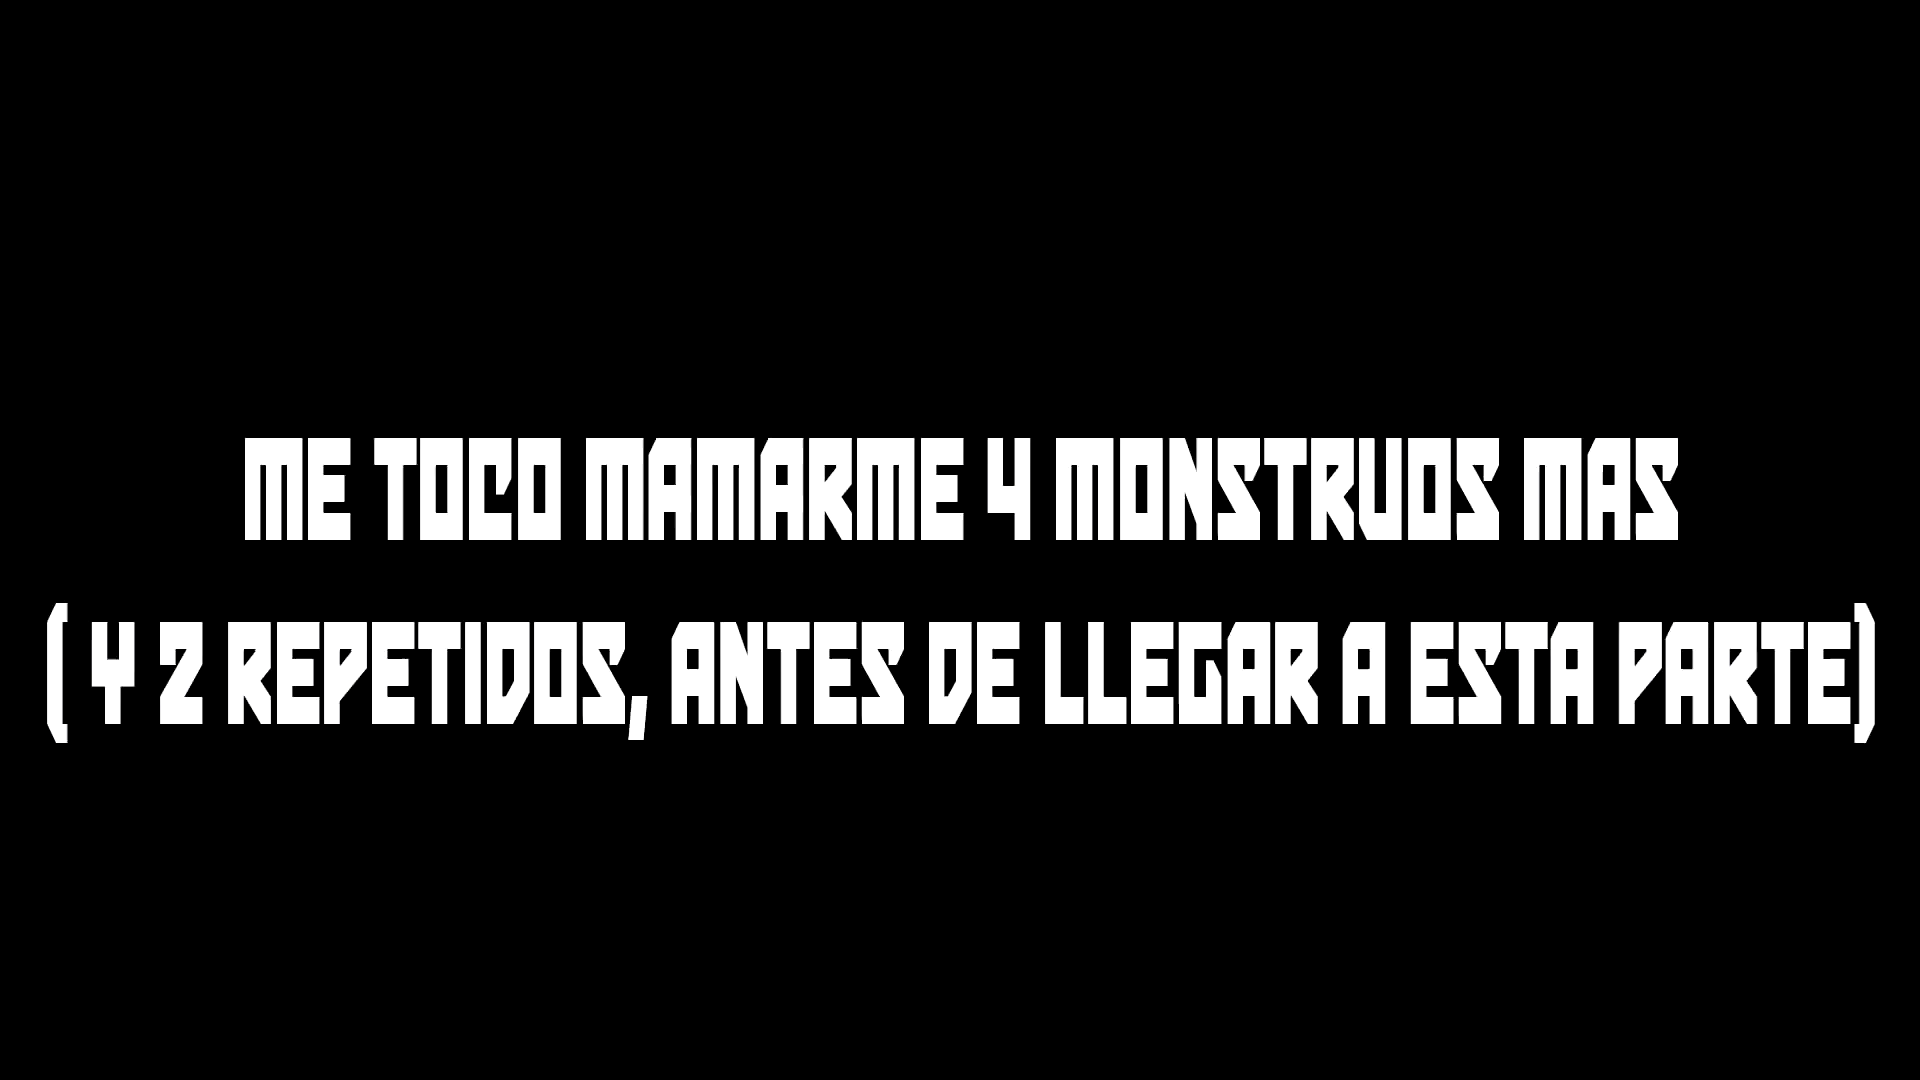 ME TOCO MAMARME 4 MONSTRUOS MAS
( Y 2 REPETIDOS, ANTES DE LLEGAR A ESTA PARTE)